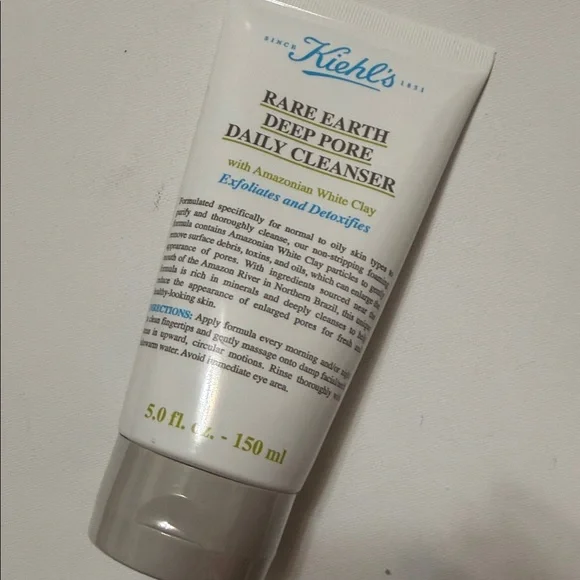 SINCE Kiehl's 1851
RARE EARTH
DEEP PORE
DAILY CLEANSER
with Amazonian White Clay
Exfoliates and Detoxifies
Formulated specifically for normal to oily skin types to
purify and thoroughly cleanse, our non-stripping foaming
formula contains Amazonian White Clay particles to gently
remove surface debris, toxins, and oils, which can enlarge the
appearance of pores. With ingredients sourced near the
mouth of the Amazon River in Northern Brazil, this unique
formula is rich in minerals and deeply cleanses to help
reduce the appearance of enlarged pores for fresh and
healthy-looking skin.
DIRECTIONS: Apply formula every morning and/or night
clean fingertips and gently massage onto damp facial
in upward, circular motions. Rinse thoroughly with
water. Avoid immediate eye area.
5.0 fl. oz. - 150 ml